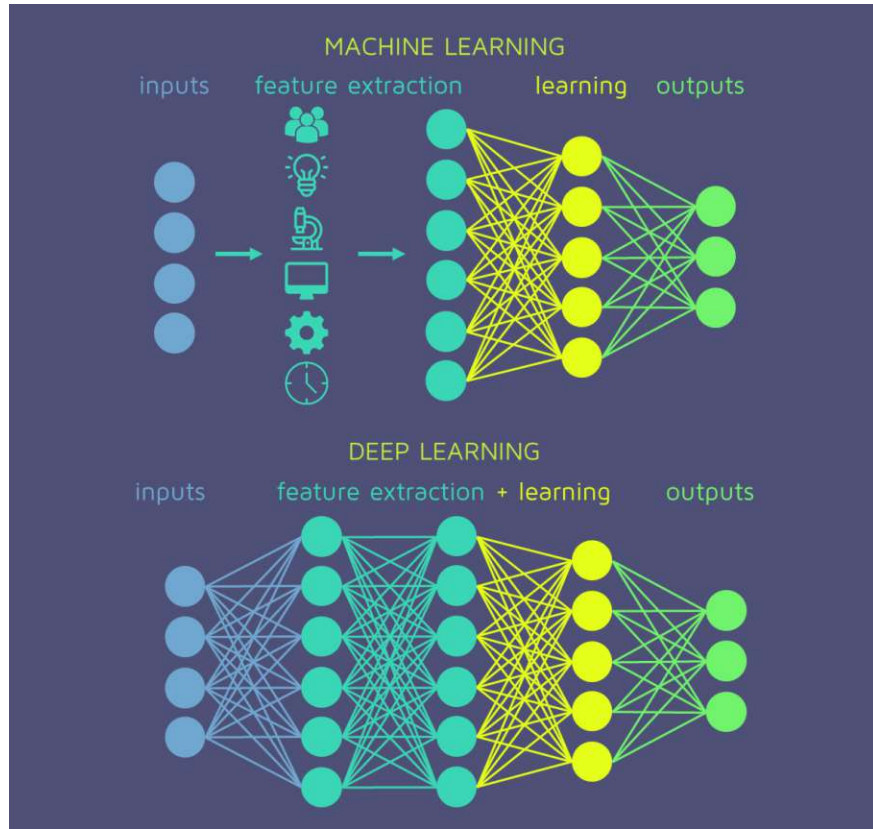 MACHINE LEARNING
inputs feature extraction learning outputs
DEEP LEARNING
inputs feature extraction + learning outputs